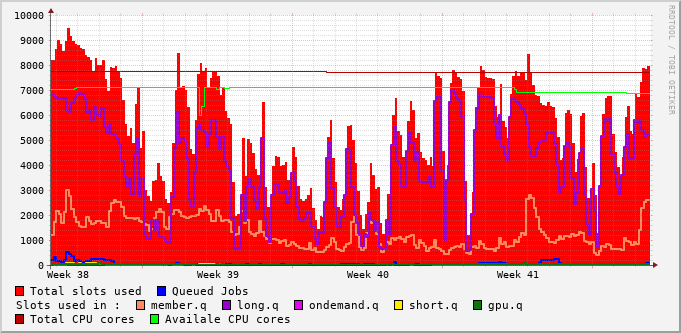 10000
9000
8000
7000
6000
5000
4000
3000
2000
1000
0
Week 38 Week 39 Week 40 Week 41
RRDTOOL / TOBI OETIKER
Total slots used Queued Jobs
Slots used in : member.q long.q ondemand.q short.q gpu.q
Total CPU cores Availale CPU cores